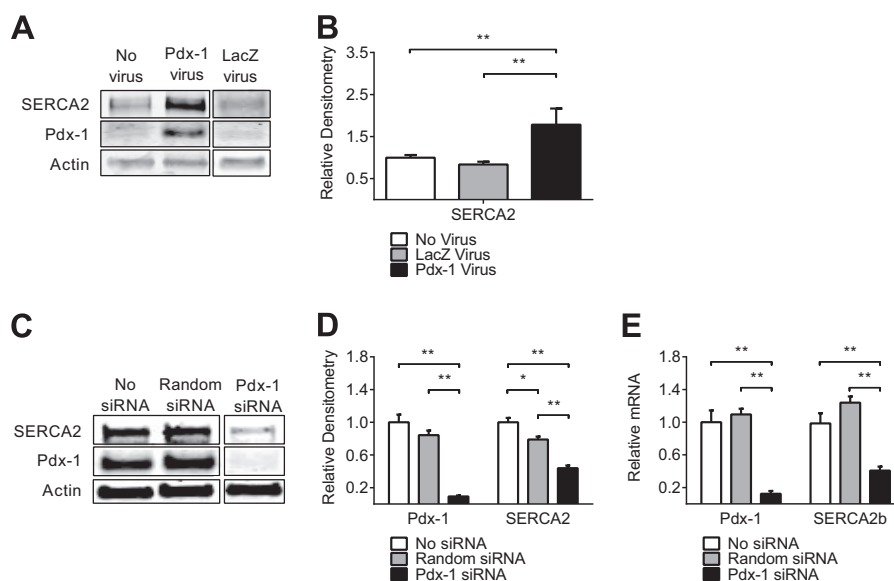 A
No virus
Pdx-1 virus
LacZ virus
SERCA2
Pdx-1
Actin
B
Relative Densitometry
3.5
2.5
1.5
0.5
**
**
SERCA2
No Virus
LacZ Virus
Pdx-1 Virus
C
No siRNA
Random siRNA
Pdx-1 siRNA
SERCA2
Pdx-1
Actin
D
Relative Densitometry
1.8
1.4
1.0
0.6
0.2
**
**
**
*
**
Pdx-1
SERCA2
No siRNA
Random siRNA
Pdx-1 siRNA
E
Relative mRNA
1.8
1.4
1.0
0.6
0.2
**
**
**
**
Pdx-1
SERCA2b
No siRNA
Random siRNA
Pdx-1 siRNA